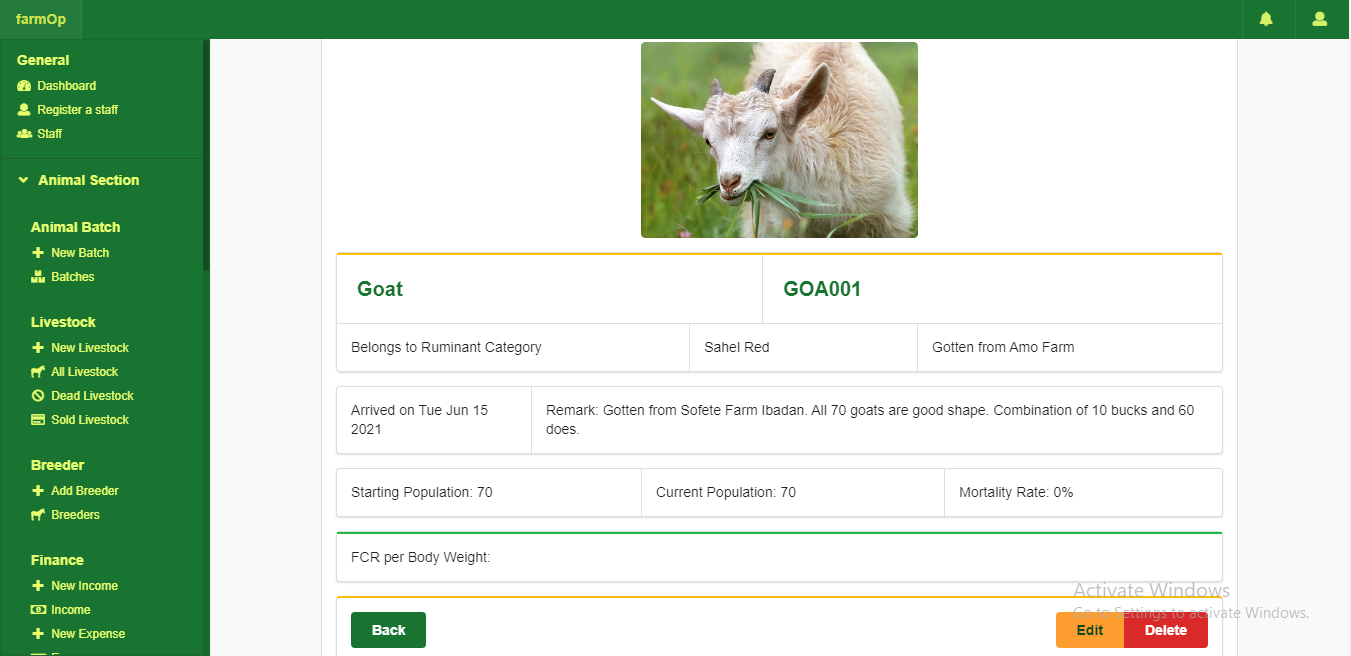 farmOp
General
Dashboard
Register a staff
Staff
Animal Section
Animal Batch
New Batch
Batches
Livestock
New Livestock
All Livestock
Dead Livestock
Sold Livestock
Breeder
Add Breeder
Breeders
Finance
New Income
Income
New Expense
Goat
GOA001
Belongs to Ruminant Category
Sahel Red
Gotten from Amo Farm
Arrived on Tue Jun 15
2021
Remark: Gotten from Sofete Farm Ibadan. All 70 goats are good shape. Combination of 10 bucks and 60
does.
Starting Population: 70
Current Population: 70
Mortality Rate: 0%
FCR per Body Weight:
Activate Windows
Go to Settings to activate Windows.
Back
Edit
Delete